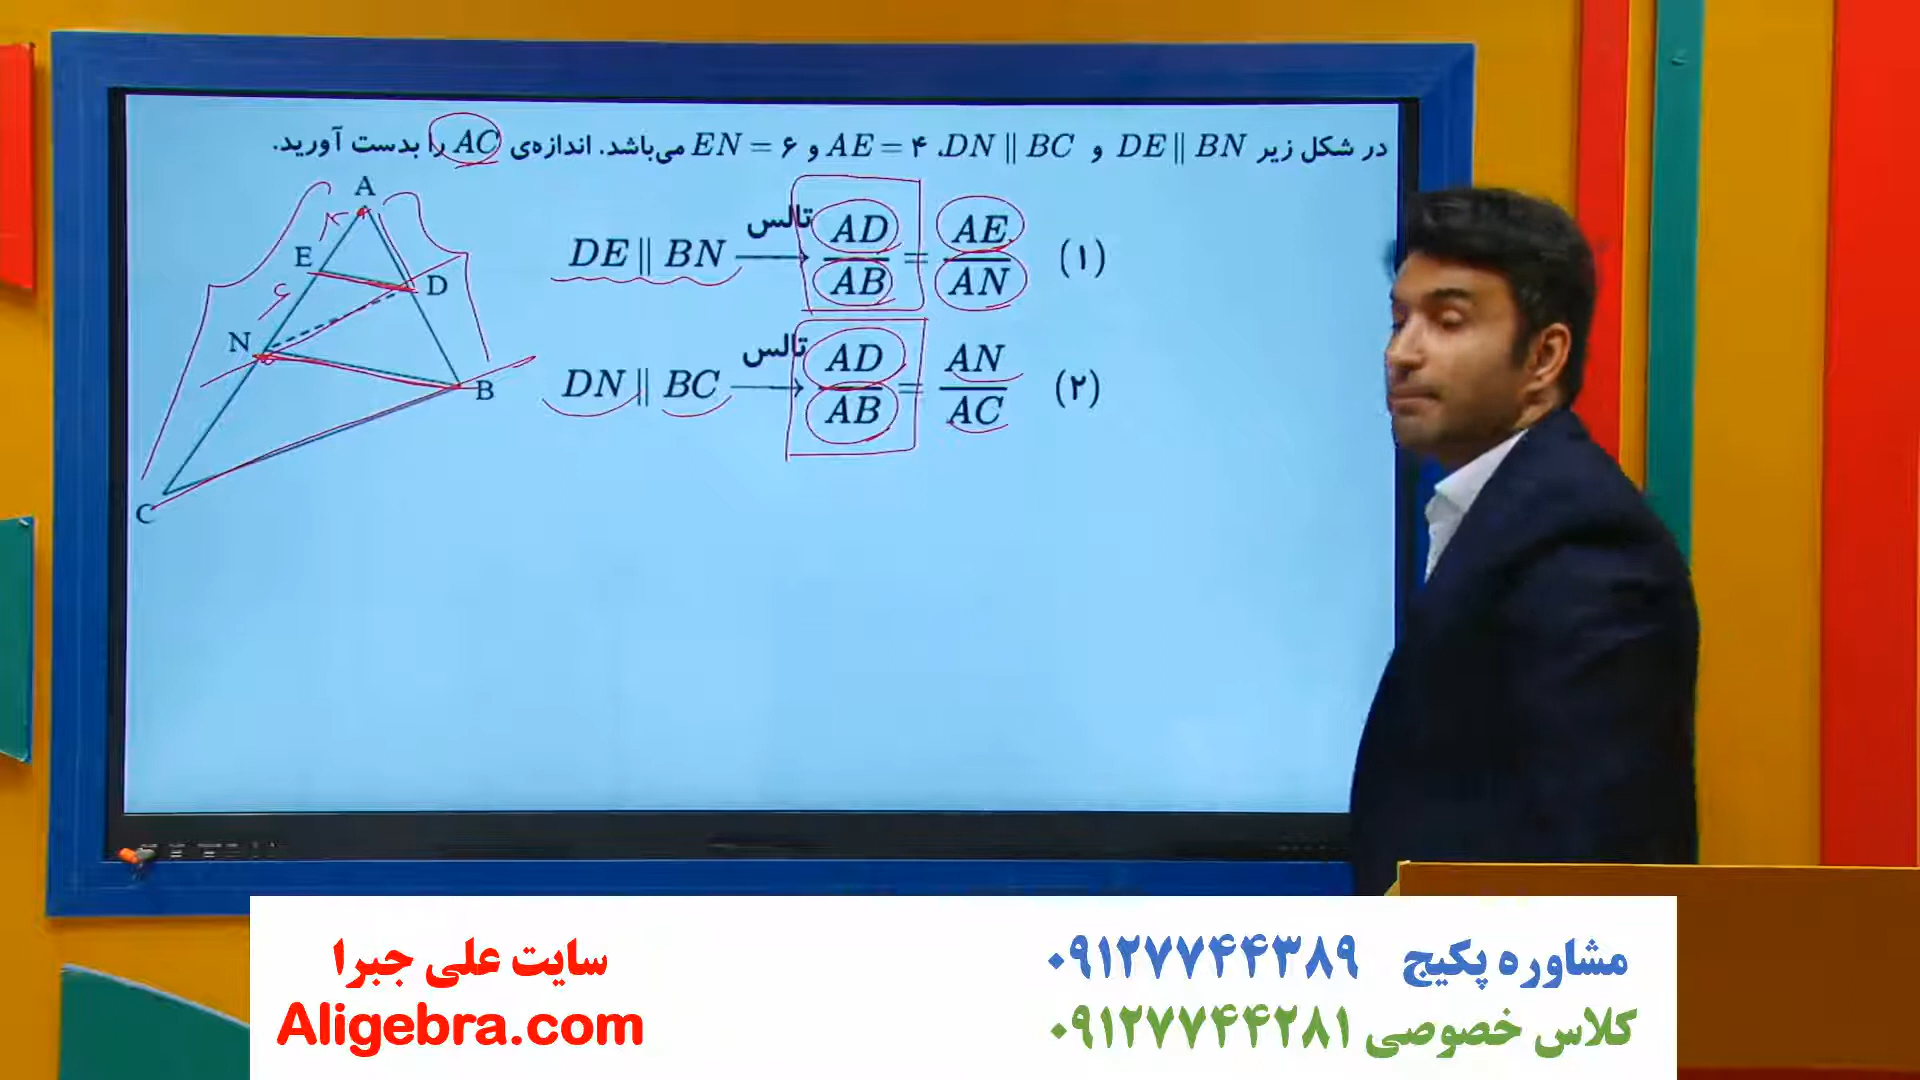 در شکل زیر DE || BN و DN || BC، AE = ۴ و EN = ۶ می‌باشد. اندازه‌ی AC را بدست آورید.
A
۴
E
D
۶
N
B
C
DE || BN تالس → AD/AB = AE/AN (۱)
DN || BC تالس → AD/AB = AN/AC (۲)
سایت علی جبرا
Aligebra.com
مشاوره پکیج ۰۹۱۲۷۷۴۴۳۸۹
کلاس خصوصی ۰۹۱۲۷۷۴۴۲۸۱